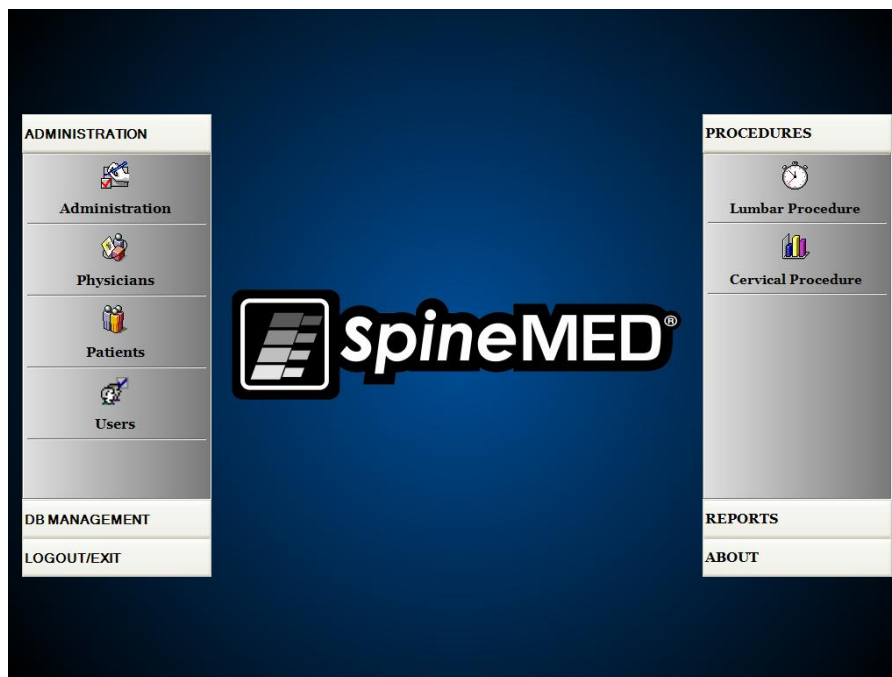 ADMINISTRATION
Administration
Physicians
Patients
Users
DB MANAGEMENT
LOGOUT/EXIT
SpineMED®
PROCEDURES
Lumbar Procedure
Cervical Procedure
REPORTS
ABOUT